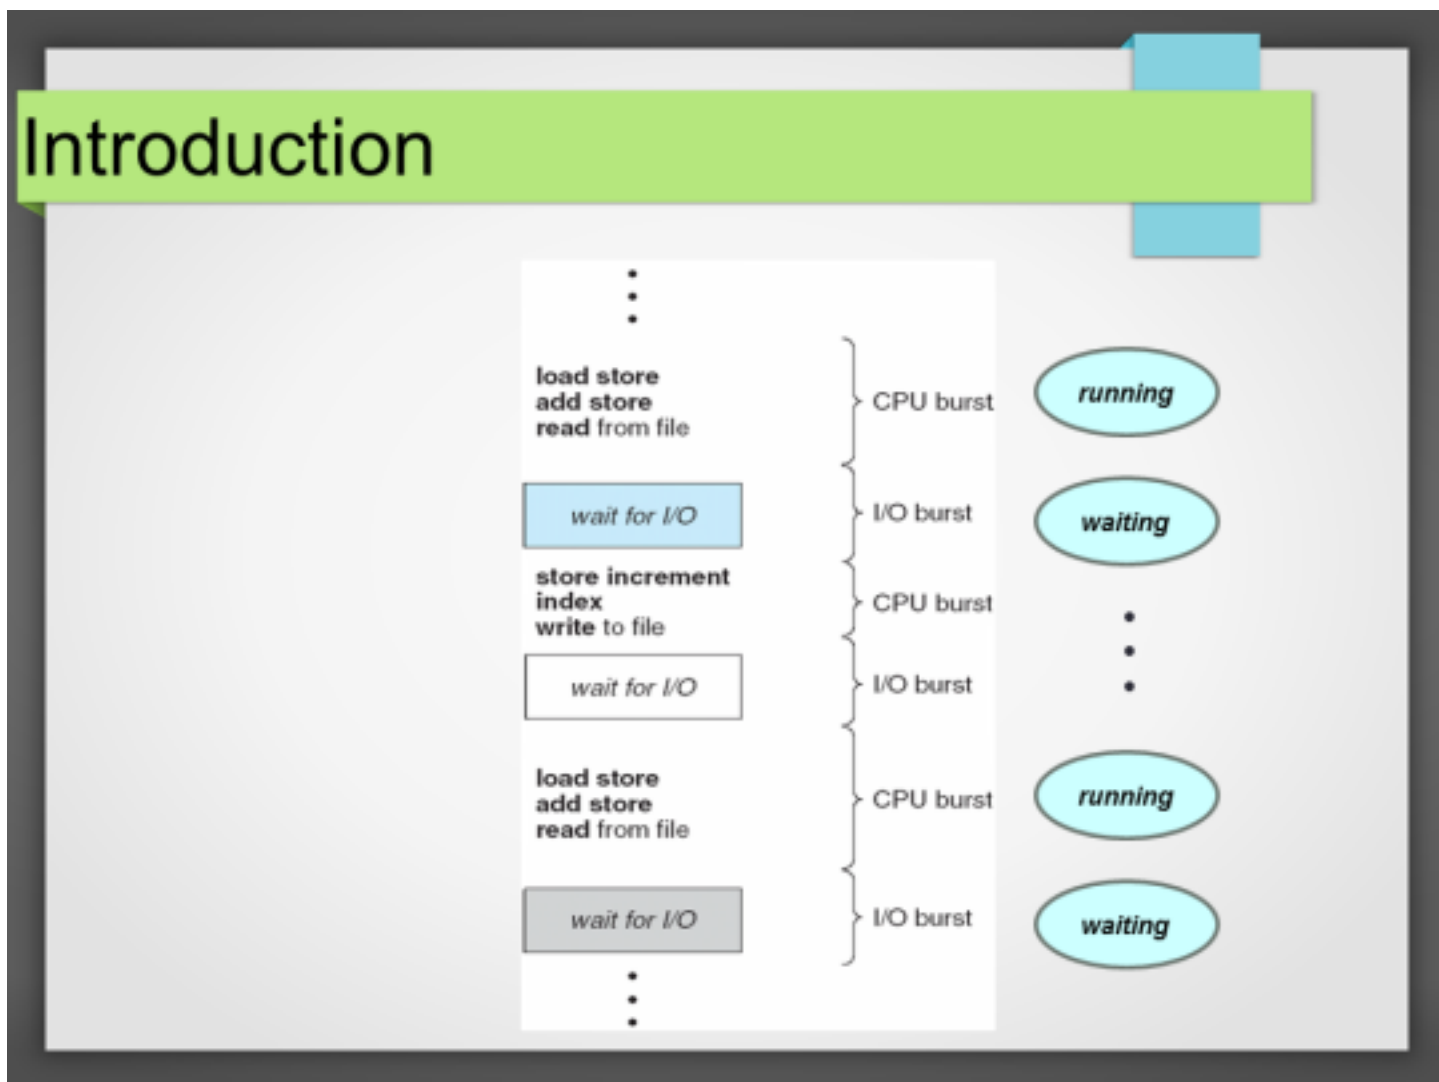 Introduction
load store
add store
read from file
CPU burst
running
wait for I/O
I/O burst
waiting
store increment
index
write to file
CPU burst
wait for I/O
I/O burst
load store
add store
read from file
CPU burst
running
wait for I/O
I/O burst
waiting